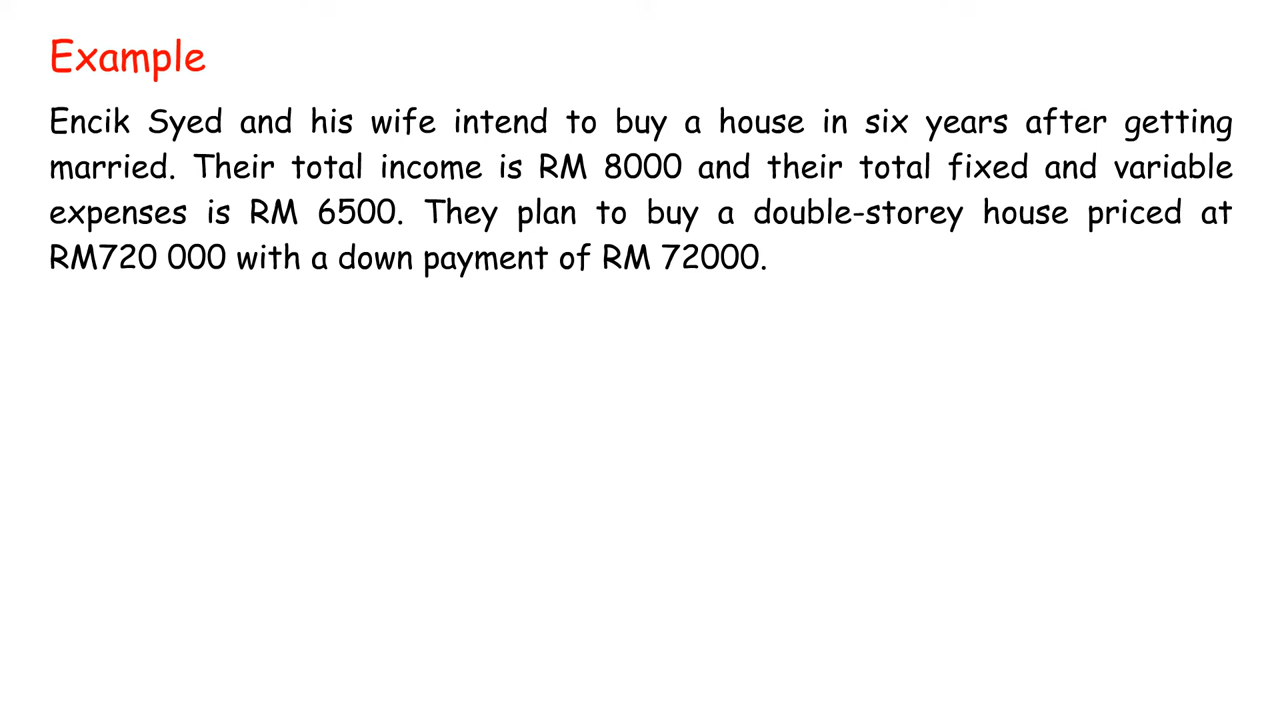 Example
Encik Syed and his wife intend to buy a house in six years after getting
married. Their total income is RM 8000 and their total fixed and variable
expenses is RM 6500. They plan to buy a double-storey house priced at
RM720 000 with a down payment of RM 72000.